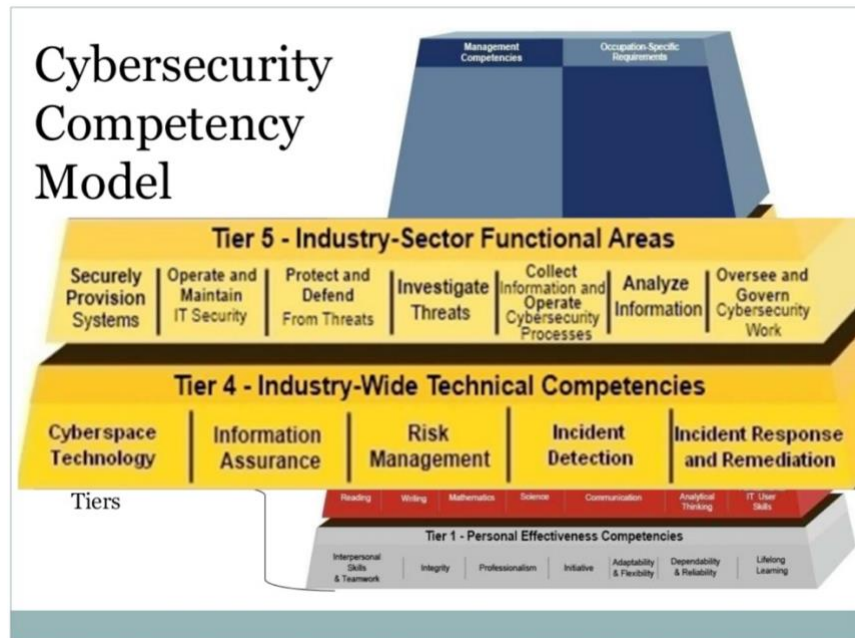 Cybersecurity
Competency
Model
Management
Competencies
Occupation-Specific
Requirements
Tier 5 - Industry-Sector Functional Areas
Securely
Provision
Systems
Operate and
Maintain
IT Security
Protect and
Defend
From Threats
Investigate
Threats
Collect
Information and
Operate
Cybersecurity
Processes
Analyze
Information
Oversee and
Govern
Cybersecurity
Work
Tier 4 - Industry-Wide Technical Competencies
Cyberspace
Technology
Information
Assurance
Risk
Management
Incident
Detection
Incident Response
and Remediation
Tiers
Reading
Writing
Mathematics
Science
Communication
Analytical
Thinking
IT User
Skills
Tier 1 - Personal Effectiveness Competencies
Interpersonal
Skills
& Teamwork
Integrity
Professionalism
Initiative
Adaptability
& Flexibility
Dependability
& Reliability
Lifelong
Learning